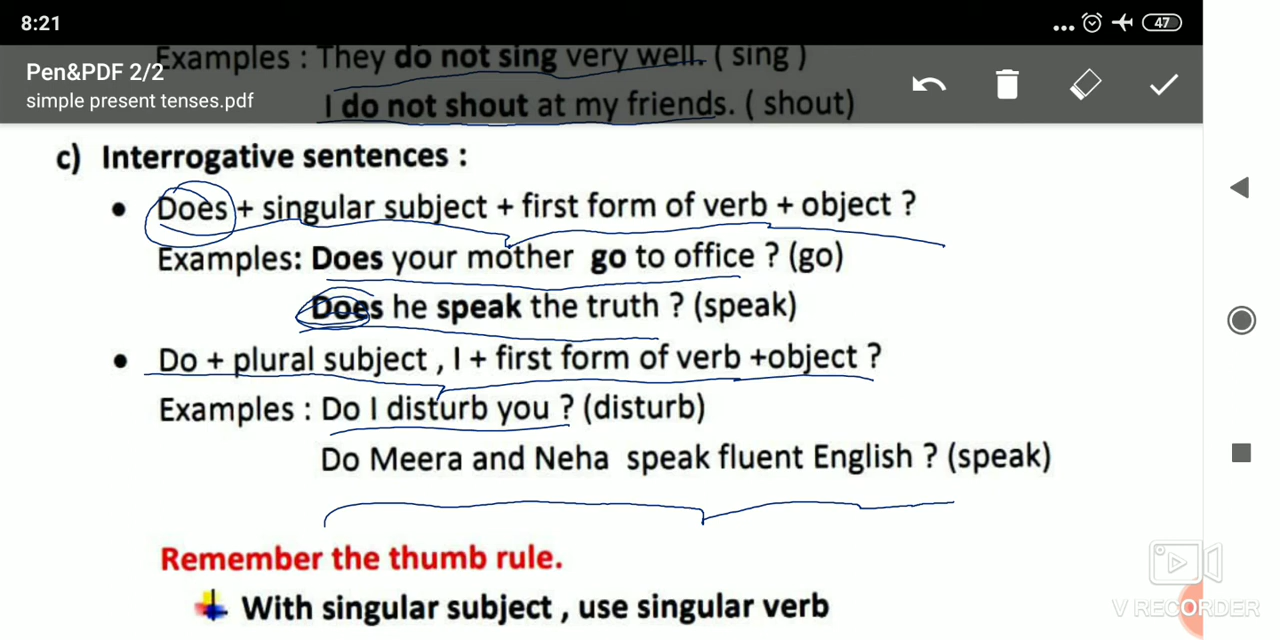 8:21
47
Examples : They do not sing very well. ( sing )
Pen&PDF 2/2
simple present tenses.pdf
I do not shout at my friends. ( shout)
c) Interrogative sentences :
• Does + singular subject + first form of verb + object ?
Examples: Does your mother go to office ? (go)
Does he speak the truth ? (speak)
• Do + plural subject , I + first form of verb +object ?
Examples : Do I disturb you ? (disturb)
Do Meera and Neha speak fluent English ? (speak)
Remember the thumb rule.
With singular subject , use singular verb
V RECORDER